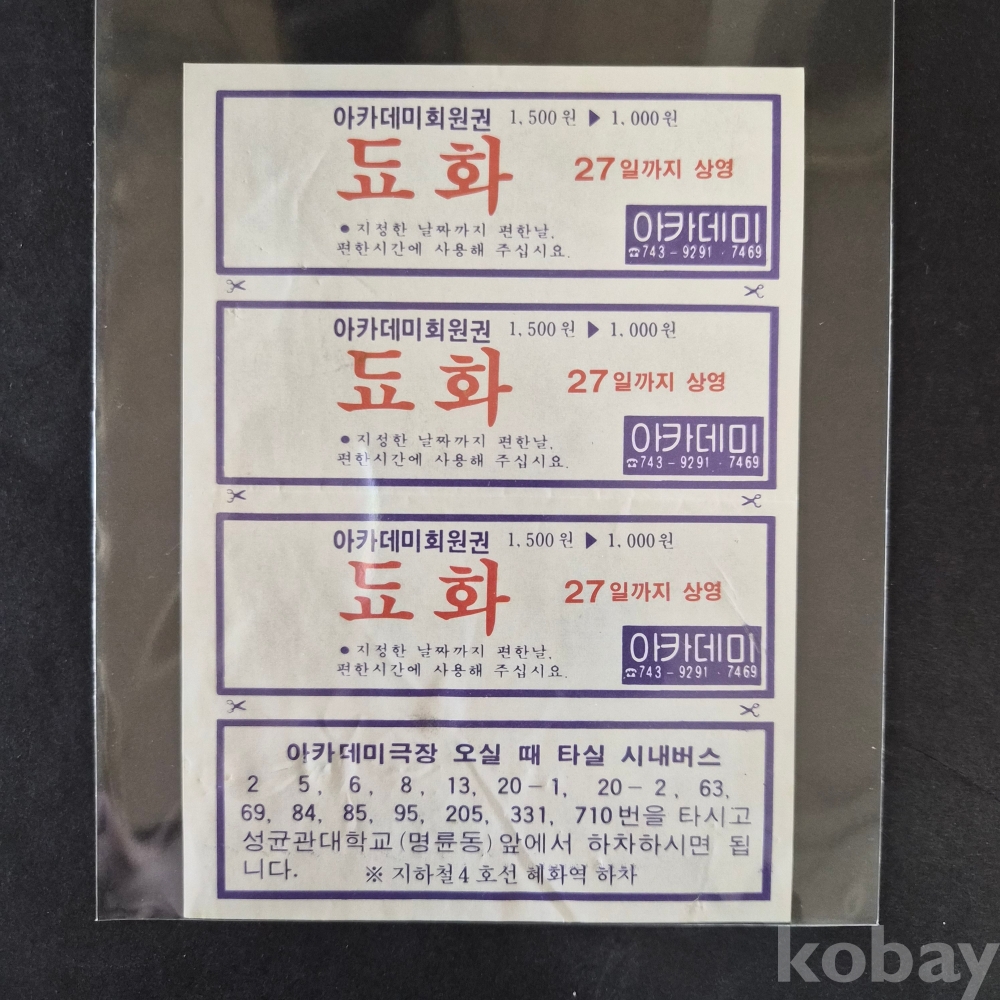 아카데미회원권 1,500원 ▶ 1,000원
됴화
27일까지 상영
● 지정한 날짜까지 편한날,
편한시간에 사용해 주십시요.
아카데미
☎743-9291·7469
아카데미회원권 1,500원 ▶ 1,000원
됴화
27일까지 상영
● 지정한 날짜까지 편한날,
편한시간에 사용해 주십시요.
아카데미
☎743-9291·7469
아카데미회원권 1,500원 ▶ 1,000원
됴화
27일까지 상영
● 지정한 날짜까지 편한날,
편한시간에 사용해 주십시요.
아카데미
☎743-9291·7469
아카데미극장 오실 때 타실 시내버스
2 5, 6, 8, 13, 20-1, 20-2, 63,
69, 84, 85, 95, 205, 331, 710번을 타시고
성균관대학교(명륜동)앞에서 하차하시면 됩
니다. ※ 지하철4호선 혜화역 하차
kobay